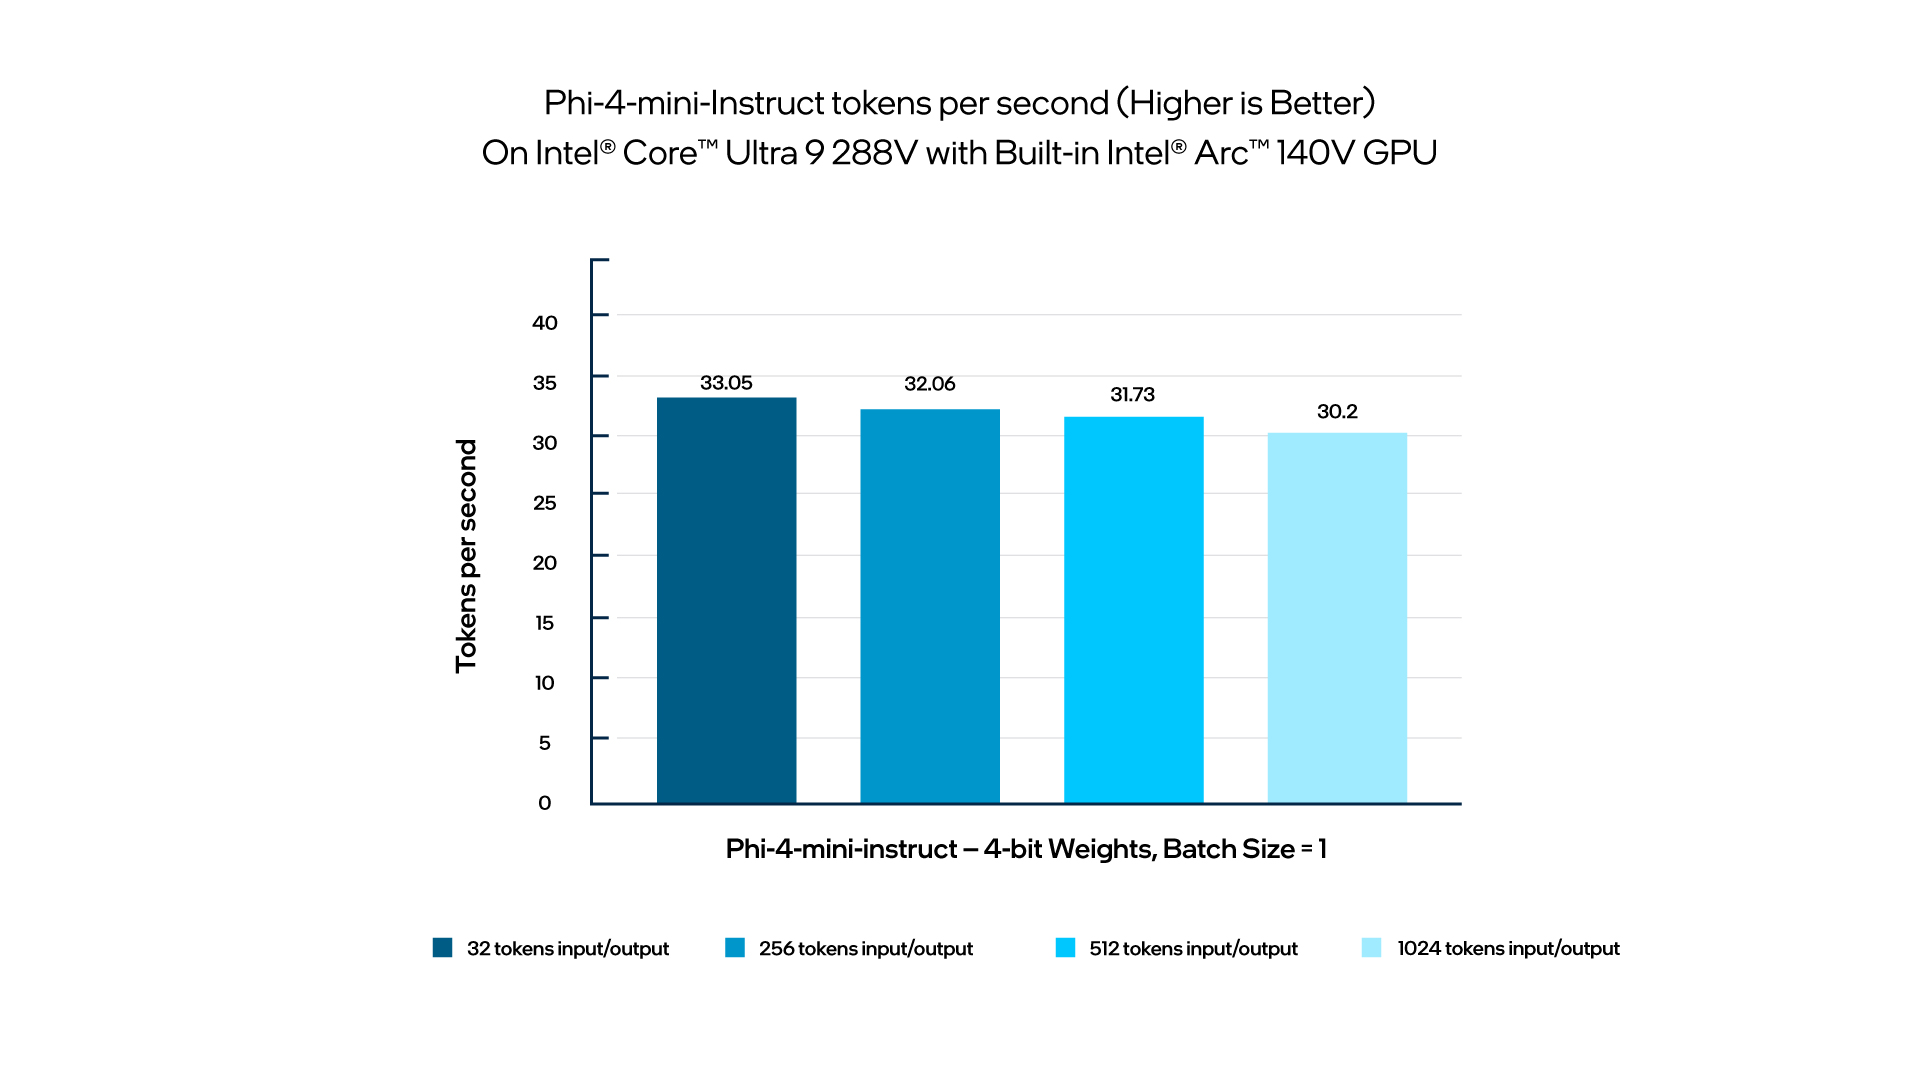 Phi-4-mini-Instruct tokens per second (Higher is Better)
On Intel® Core™ Ultra 9 288V with Built-in Intel® Arc™ 140V GPU
Tokens per second
40
35
30
25
20
15
10
5
0
33.05
32.06
31.73
30.2
Phi-4-mini-instruct – 4-bit Weights, Batch Size = 1
32 tokens input/output
256 tokens input/output
512 tokens input/output
1024 tokens input/output